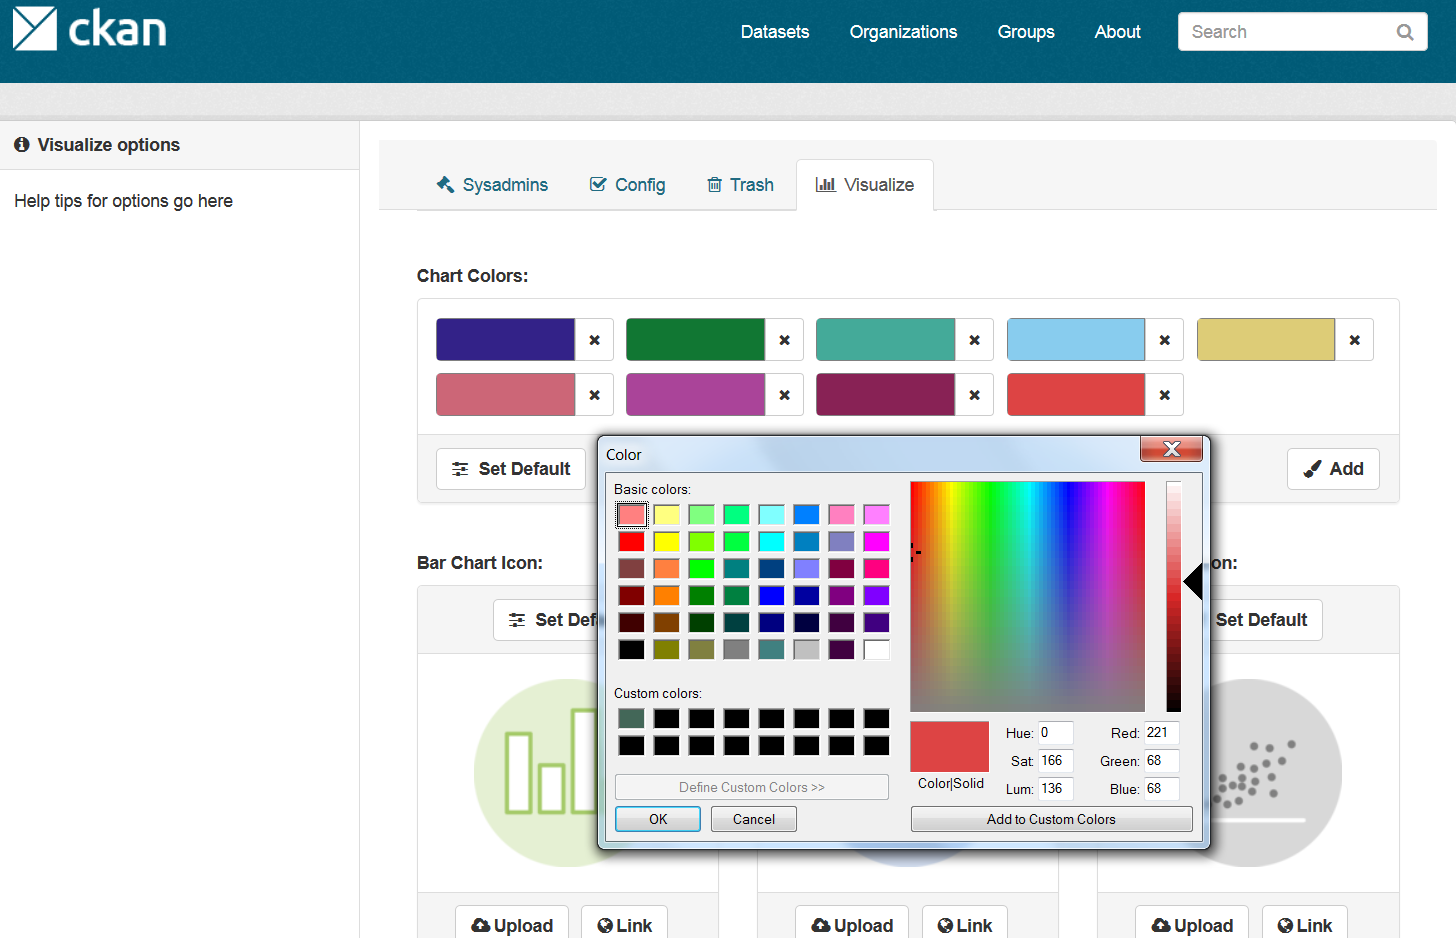 ckan
Datasets Organizations Groups About Search
Visualize options
Help tips for options go here
Sysadmins Config Trash Visualize
Chart Colors:
Set Default
Add
Color
Basic colors:
Custom colors:
Define Custom Colors >>
OK Cancel
Color|Solid
Hue: 0 Red: 221
Sat: 166 Green: 68
Lum: 136 Blue: 68
Add to Custom Colors
Bar Chart Icon:
Set Def
on:
Set Default
Upload Link
Upload Link
Upload Link